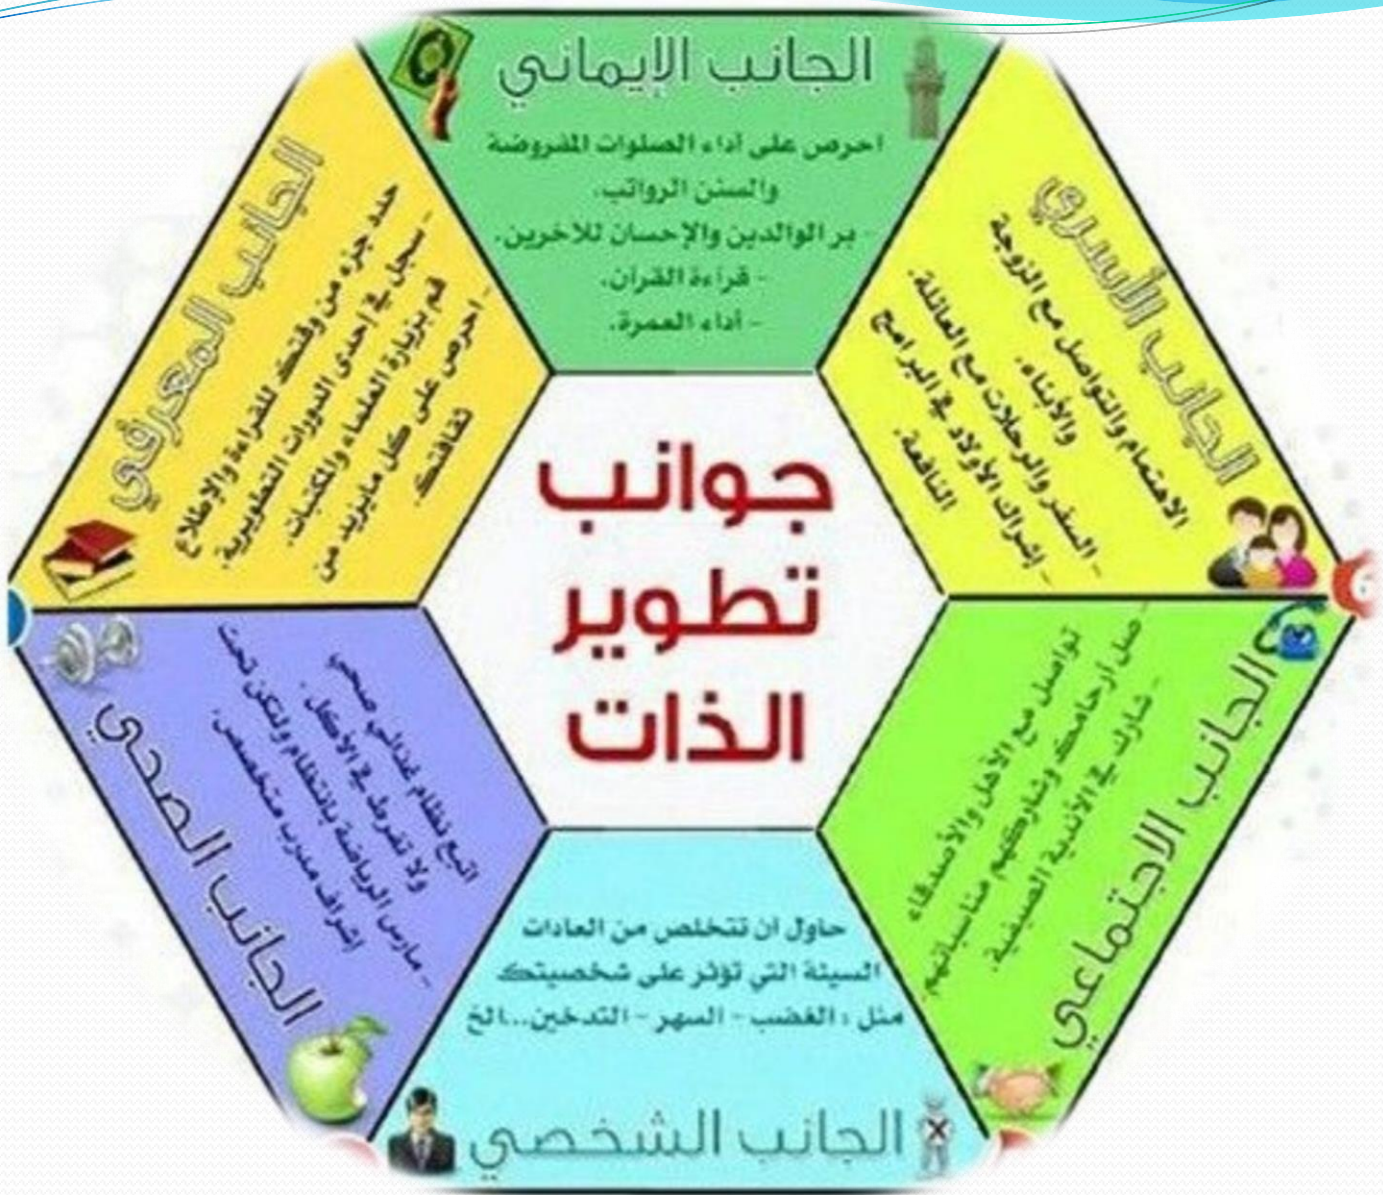 جوانب
تطوير
الذات
الجانب الإيماني
احرص على أداء الصلوات المفروضة
والسنن الرواتب.
- بر الوالدين والإحسان للآخرين.
- قراءة القرآن.
- أداء العمرة.
الجانب الأسري
الاهتمام والتواصل مع الزوجة
والأبناء.
- السفر والرحلات مع العائلة.
- إشراك الأولاد في البرامج
النافعة.
الجانب الاجتماعي
تواصل مع الأهل والأصدقاء
- صل أرحامك وشاركهم مناسباتهم
- شارك في الأندية الصيفية.
حاول ان تتخلص من العادات
السيئة التي تؤثر على شخصيتك
مثل : الغضب - السهر - التدخين...الخ
الجانب الشخصي
الجانب الصحي
اتبع نظام غذائي صحي
ولا تفرط في الأكل .
- مارس الرياضة بانتظام ولتكن تحت
إشراف مدرب متخصص.
الجانب المعرفي
حدد جزء من وقتك للقراءة والإطلاع
- سجل في إحدى الدورات التطويرية.
قم بزيارة العلماء والمكتبات.
- احرص على كل مايزيد من
ثقافتك.